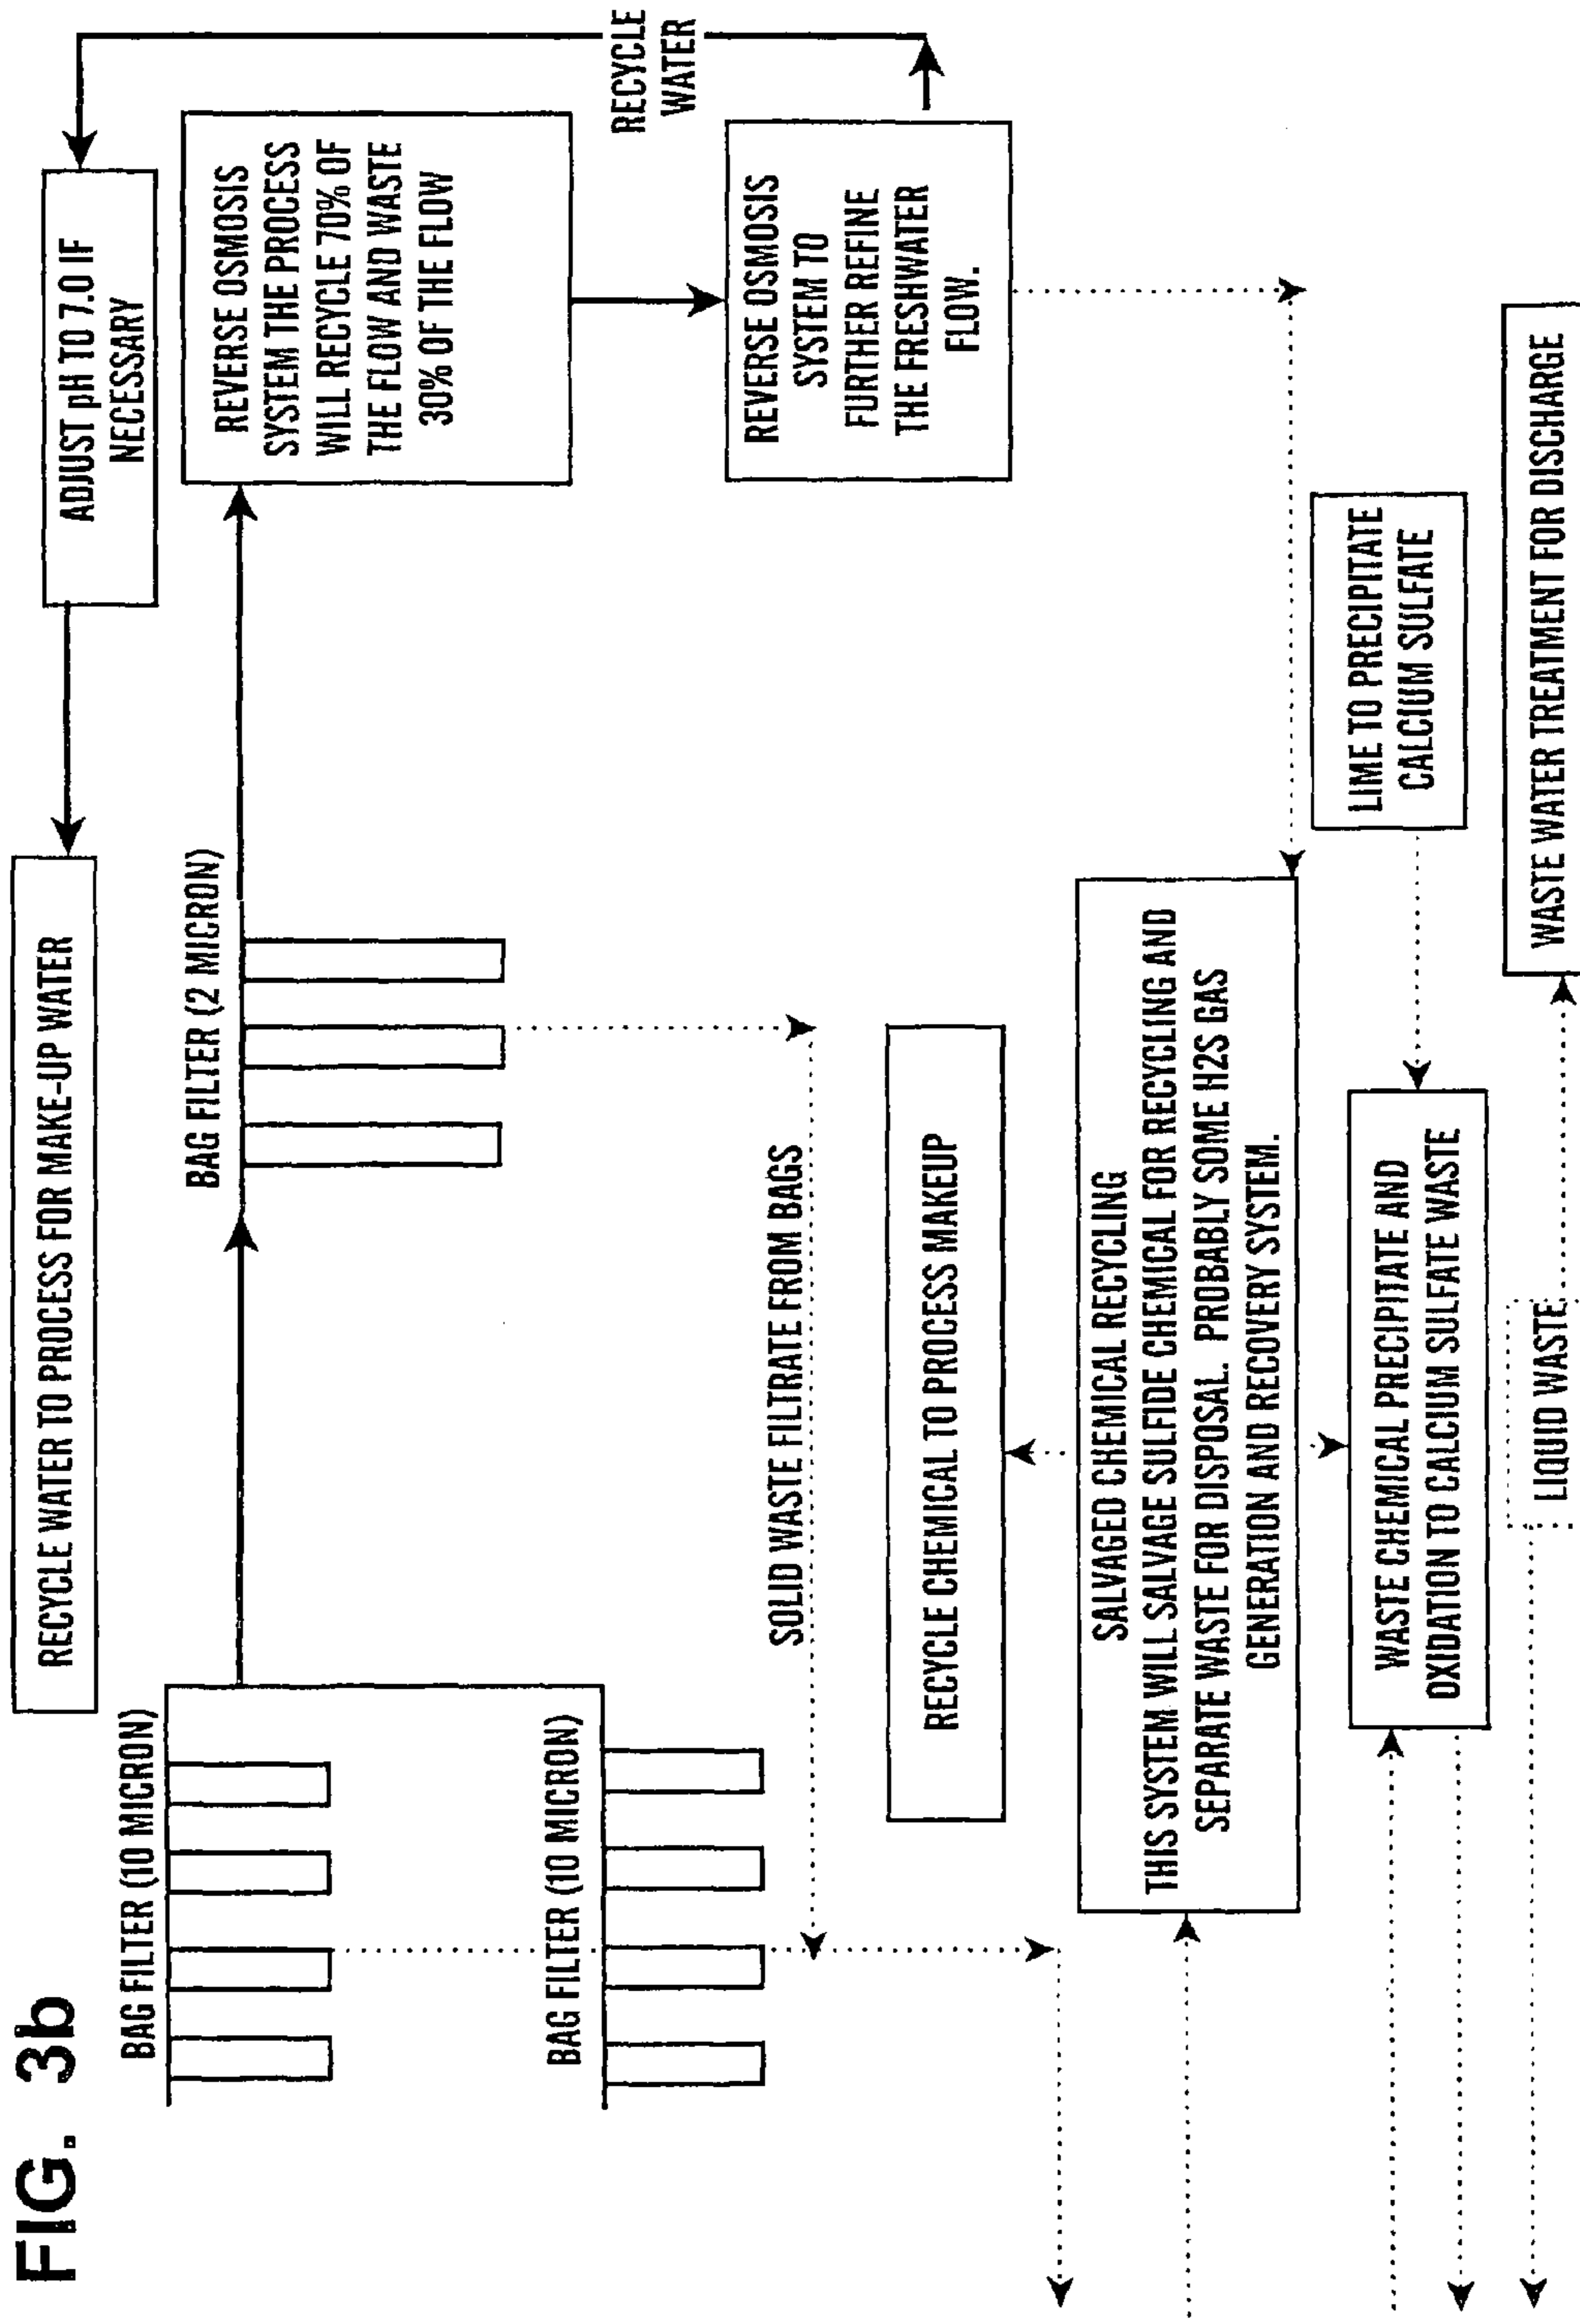 FIG. 3b
RECYCLE WATER TO PROCESS FOR MAKE-UP WATER
ADJUST pH TO 7.0 IF
NECESSARY
BAG FILTER (10 MICRON)
BAG FILTER (2 MICRON)
REVERSE OSMOSIS
SYSTEM THE PROCESS
WILL RECYCLE 70% OF
THE FLOW AND WASTE
30% OF THE FLOW
RECYCLE
WATER
BAG FILTER (10 MICRON)
SOLID WASTE FILTRATE FROM BAGS
REVERSE OSMOSIS
SYSTEM TO
FURTHER REFINE
THE FRESHWATER
FLOW.
RECYCLE CHEMICAL TO PROCESS MAKEUP
SALVAGED CHEMICAL RECYCLING
THIS SYSTEM WILL SALVAGE SULFIDE CHEMICAL FOR RECYCLING AND
SEPARATE WASTE FOR DISPOSAL. PROBABLY SOME H2S GAS
GENERATION AND RECOVERY SYSTEM.
LIME TO PRECIPITATE
CALCIUM SULFATE
WASTE CHEMICAL PRECIPITATE AND
OXIDATION TO CALCIUM SULFATE WASTE
LIQUID WASTE
WASTE WATER TREATMENT FOR DISCHARGE